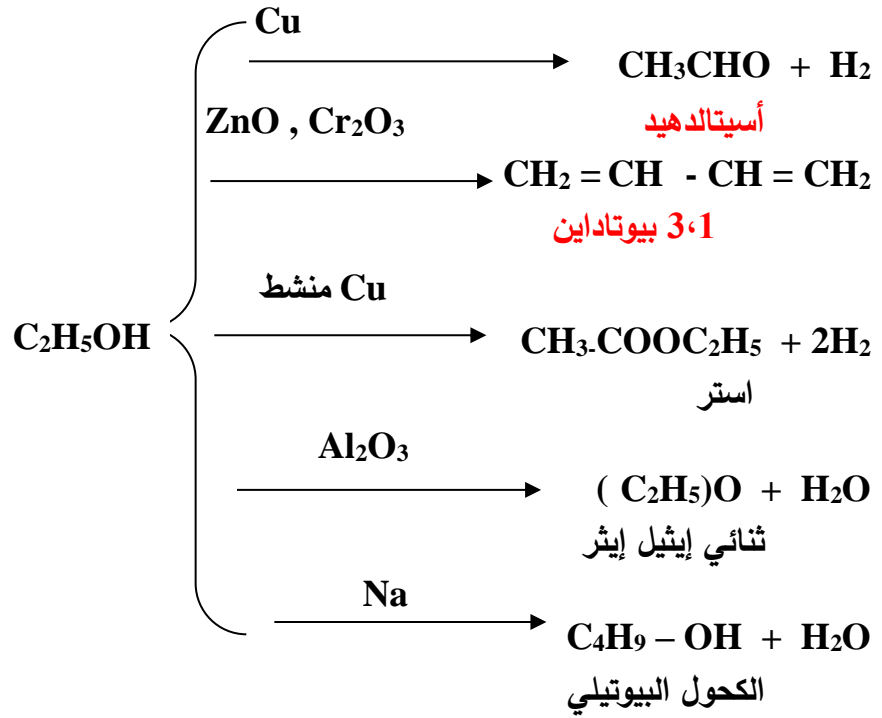 Cu
CH₃CHO + H₂
أسيتالدهيد
ZnO , Cr₂O₃
CH₂ = CH - CH = CH₂
3،1 بيوتاداين
Cu منشط
C₂H₅OH
CH₃-COOC₂H₅ + 2H₂
استر
Al₂O₃
( C₂H₅)O + H₂O
ثنائي إيثيل إيثر
Na
C₄H₉ – OH + H₂O
الكحول البيوتيلي